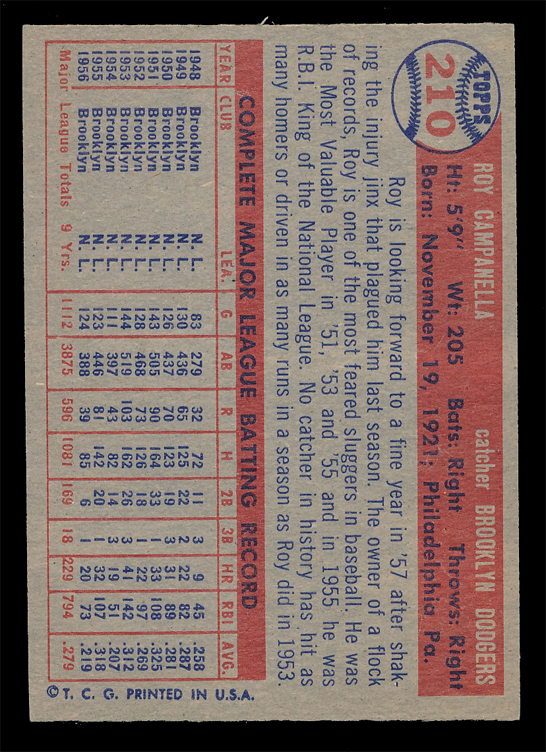 TOPPS
210
ROY CAMPANELLA catcher BROOKLYN DODGERS
Ht: 5'9" Wt: 205 Bats: Right Throws: Right
Born: November 19, 1921; Philadelphia Pa.
Roy is looking forward to a fine year in '57 after shak-
ing the injury jinx that plagued him last season. The owner of a flock
of records, Roy is one of the most feared sluggers in baseball. He was
the Most Valuable Player in '51, '53 and '55 and in 1955 he was
R.B.I. King of the National League. No catcher in history has hit as
many homers or driven in as many runs in a season as Roy did in 1953.
COMPLETE MAJOR LEAGUE BATTING RECORD
YEAR CLUB LEA. G AB R H 2B 3B HR RBI AVG.
1948 Brooklyn N. L. 83 279 32 72 11 3 9 45 .258
1949 Brooklyn N. L. 130 436 65 125 22 2 22 82 .287
1950 Brooklyn N. L. 126 437 70 123 19 3 31 89 .281
1951 Brooklyn N. L. 143 505 90 164 33 1 33 108 .325
1952 Brooklyn N. L. 128 468 73 126 18 1 22 97 .269
1953 Brooklyn N. L. 144 519 103 162 26 3 41 142 .312
1954 Brooklyn N. L. 111 397 43 82 14 3 19 51 .207
1955 Brooklyn N. L. 123 446 81 142 20 1 32 107 .318
1956 Brooklyn N. L. 124 388 39 85 6 1 20 73 .219
Major League Totals 9 Yrs. 1112 3875 596 1081 169 18 229 794 .279
© T. C. G. PRINTED IN U.S.A.